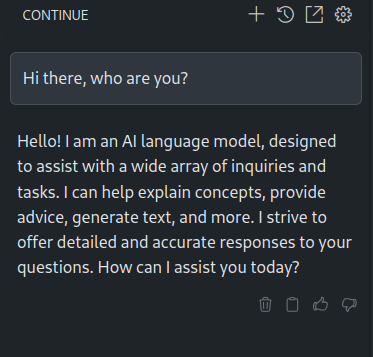 CONTINUE
Hi there, who are you?
Hello! I am an AI language model, designed
to assist with a wide array of inquiries and
tasks. I can help explain concepts, provide
advice, generate text, and more. I strive to
offer detailed and accurate responses to your
questions. How can I assist you today?